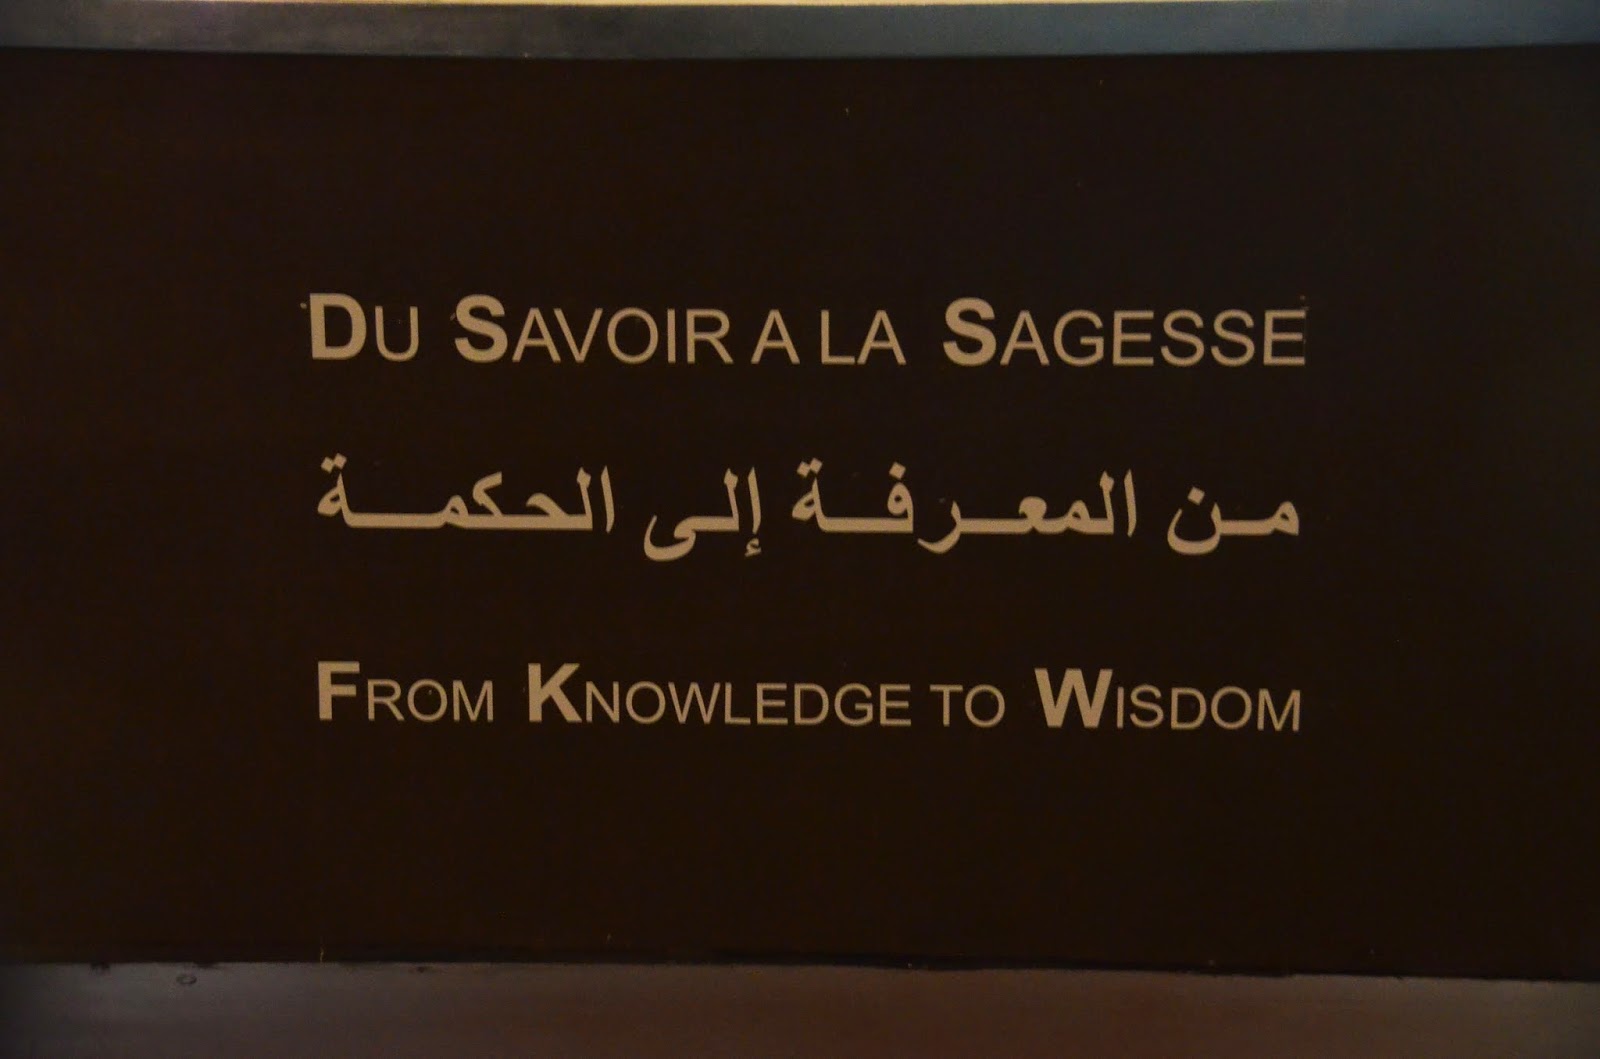 DU SAVOIR A LA SAGESSE
من المعرفة إلى الحكمة
FROM KNOWLEDGE TO WISDOM